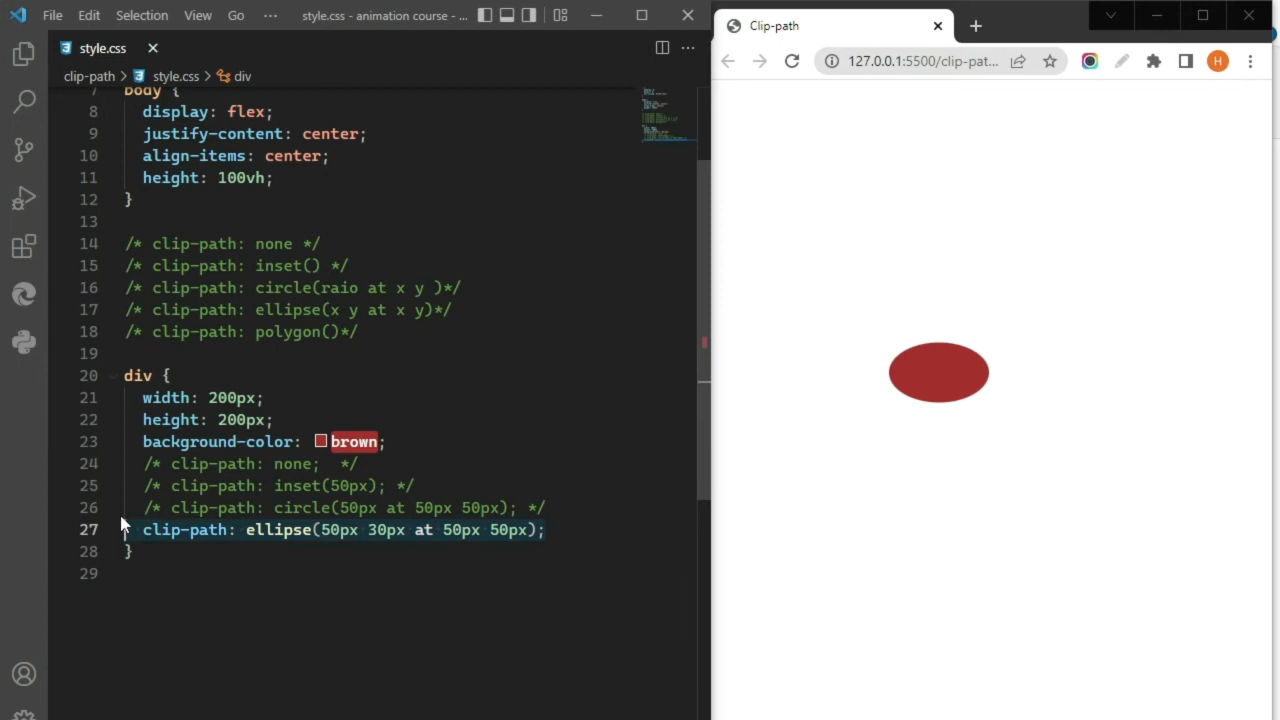 File Edit Selection View Go ··· style.css - animation course - ...
style.css
clip-path > style.css > div
7 body {
8 display: flex;
9 justify-content: center;
10 align-items: center;
11 height: 100vh;
12 }
13
14 /* clip-path: none */
15 /* clip-path: inset() */
16 /* clip-path: circle(raio at x y )*/
17 /* clip-path: ellipse(x y at x y)*/
18 /* clip-path: polygon()*/
19
20 div {
21 width: 200px;
22 height: 200px;
23 background-color: brown;
24 /* clip-path: none;  */
25 /* clip-path: inset(50px); */
26 /* clip-path: circle(50px at 50px 50px); */
27 clip-path: ellipse(50px 30px at 50px 50px);
28 }
29
Clip-path
127.0.0.1:5500/clip-pat...
H